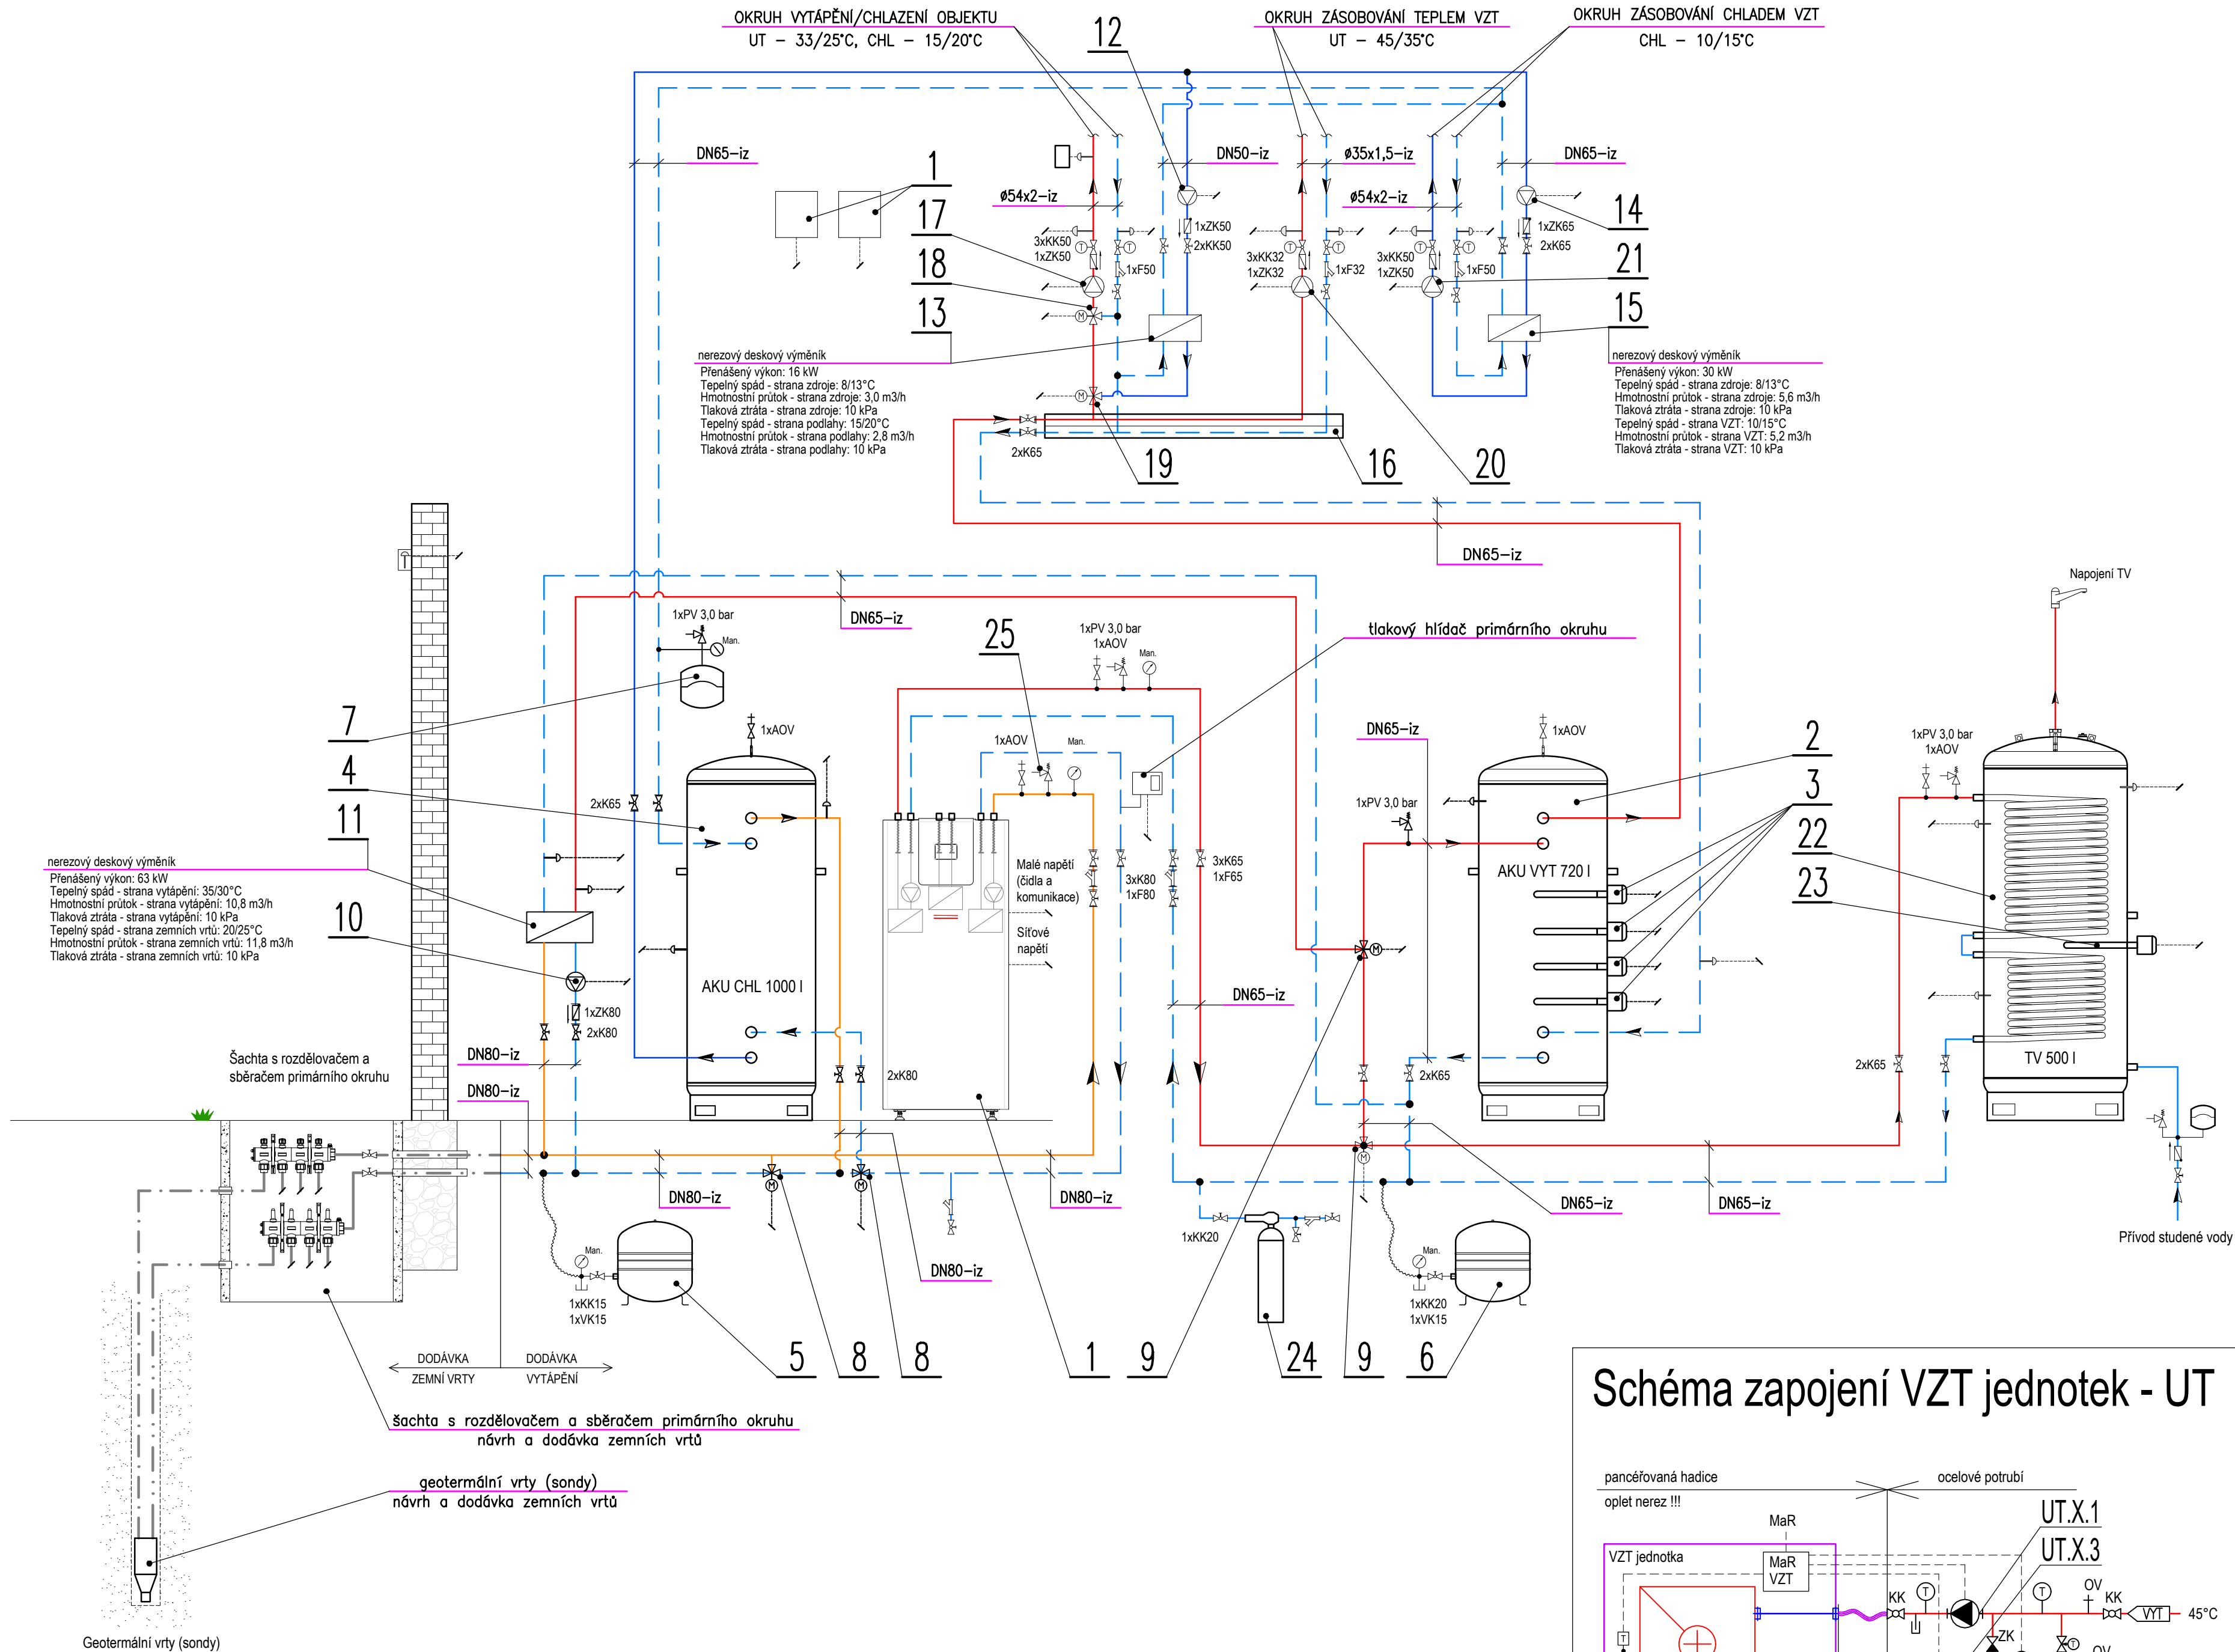 OKRUH VYTÁPĚNÍ/CHLAZENÍ OBJEKTU
UT - 33/25°C, CHL - 15/20°C
12
OKRUH ZÁSOBOVÁNÍ TEPLEM VZT
UT - 45/35°C
OKRUH ZÁSOBOVÁNÍ CHLADEM VZT
CHL - 10/15°C
DN65-iz
1
DN50-iz
ø35x1,5-iz
DN65-iz
ø54x2-iz
ø54x2-iz
17
14
3xKK50
1xZK50
T
T
1xF50
1xZK50
2xKK50
3xKK32
1xZK32
T
T
1xF32
3xKK50
1xZK50
T
T
1xF50
1xZK65
2xK65
18
21
13
M
15
nerezový deskový výměník
Přenášený výkon: 16 kW
Tepelný spád - strana zdroje: 8/13°C
Hmotnostní průtok - strana zdroje: 3,0 m3/h
Tlaková ztráta - strana zdroje: 10 kPa
Tepelný spád - strana podlahy: 15/20°C
Hmotnostní průtok - strana podlahy: 2,8 m3/h
Tlaková ztráta - strana podlahy: 10 kPa
M
nerezový deskový výměník
Přenášený výkon: 30 kW
Tepelný spád - strana zdroje: 8/13°C
Hmotnostní průtok - strana zdroje: 5,6 m3/h
Tlaková ztráta - strana zdroje: 10 kPa
Tepelný spád - strana VZT: 10/15°C
Hmotnostní průtok - strana VZT: 5,2 m3/h
Tlaková ztráta - strana VZT: 10 kPa
2xK65
19
16
20
DN65-iz
Napojení TV
1xPV 3,0 bar
Man.
DN65-iz
25
1xPV 3,0 bar
1xAOV
Man.
tlakový hlídač primárního okruhu
7
1xAOV
1xAOV
Man.
DN65-iz
1xAOV
2
1xPV 3,0 bar
1xAOV
4
2xK65
1xPV 3,0 bar
3
11
22
nerezový deskový výměník
Přenášený výkon: 63 kW
Tepelný spád - strana vytápění: 35/30°C
Hmotnostní průtok - strana vytápění: 10,8 m3/h
Tlaková ztráta - strana vytápění: 10 kPa
Tepelný spád - strana zemních vrtů: 20/25°C
Hmotnostní průtok - strana zemních vrtů: 11,8 m3/h
Tlaková ztráta - strana zemních vrtů: 10 kPa
Malé napětí
(čidla a
komunikace)
3xK80
1xF80
3xK65
1xF65
AKU VYT 720 l
23
10
Síťové
napětí
M
AKU CHL 1000 l
DN65-iz
1xZK80
2xK80
DN80-iz
Šachta s rozdělovačem a
sběračem primárního okruhu
2xK80
2xK65
2xK65
TV 500 l
DN80-iz
M
M
M
DN80-iz
DN80-iz
DN65-iz
DN65-iz
1xKK20
Přívod studené vody
Man.
DN80-iz
Man.
1xKK15
1xVK15
1xKK20
1xVK15
DODÁVKA
ZEMNÍ VRTY
DODÁVKA
VYTÁPĚNÍ
5
8
8
1
9
24
9
6
Schéma zapojení VZT jednotek - UT
šachta s rozdělovačem a sběračem primárního okruhu
návrh a dodávka zemních vrtů
geotermální vrty (sondy)
návrh a dodávka zemních vrtů
pancéřovaná hadice
oplet nerez !!!
ocelové potrubí
UT.X.1
MaR
UT.X.3
VZT jednotka
MaR
VZT
KK
T
T
OV
KK
VYT
45°C
T
ZK
T
OV
Geotermální vrty (sondy)